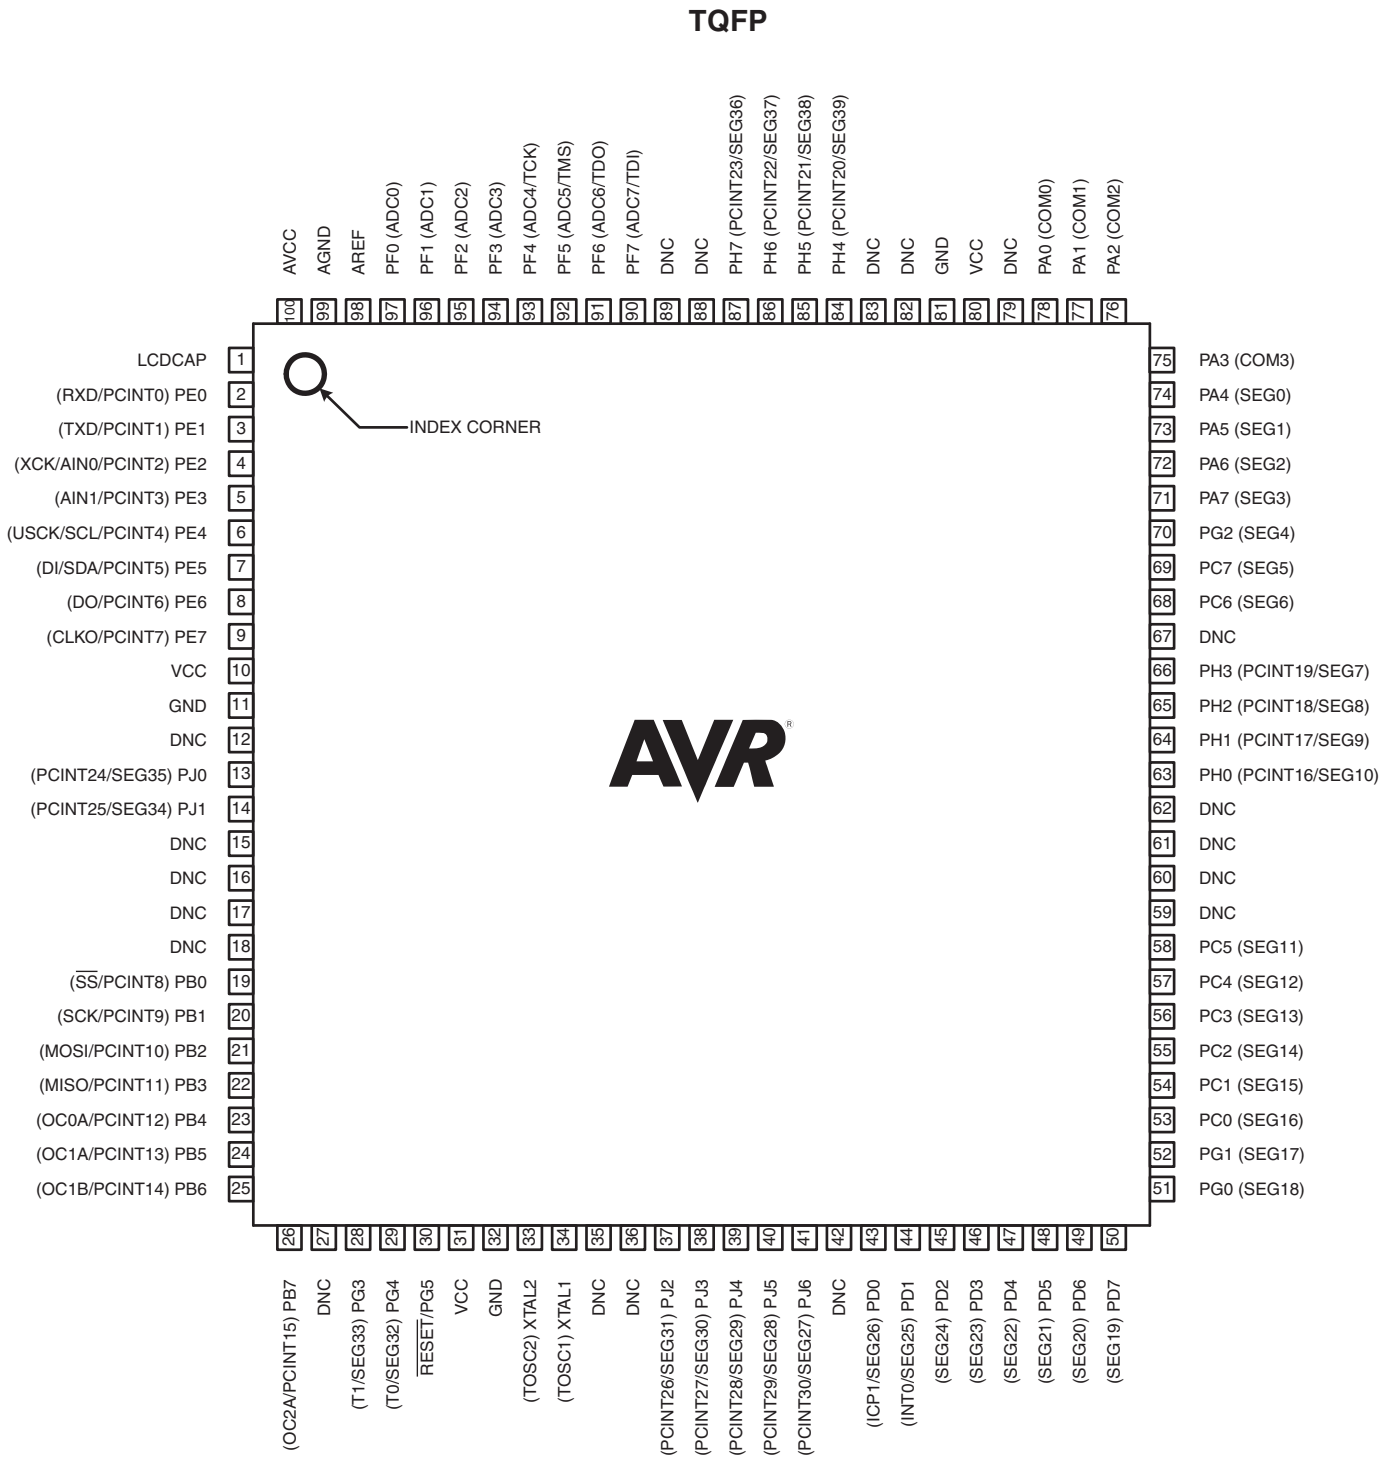 TQFP
AVCC
AGND
AREF
PF0 (ADC0)
PF1 (ADC1)
PF2 (ADC2)
PF3 (ADC3)
PF4 (ADC4/TCK)
PF5 (ADC5/TMS)
PF6 (ADC6/TDO)
PF7 (ADC7/TDI)
DNC
DNC
PH7 (PCINT23/SEG36)
PH6 (PCINT22/SEG37)
PH5 (PCINT21/SEG38)
PH4 (PCINT20/SEG39)
DNC
DNC
GND
VCC
DNC
PA0 (COM0)
PA1 (COM1)
PA2 (COM2)
100 99 98 97 96 95 94 93 92 91 90 89 88 87 86 85 84 83 82 81 80 79 78 77 76
LCDCAP 1
(RXD/PCINT0) PE0 2
(TXD/PCINT1) PE1 3
(XCK/AIN0/PCINT2) PE2 4
(AIN1/PCINT3) PE3 5
(USCK/SCL/PCINT4) PE4 6
(DI/SDA/PCINT5) PE5 7
(DO/PCINT6) PE6 8
(CLKO/PCINT7) PE7 9
VCC 10
GND 11
DNC 12
(PCINT24/SEG35) PJ0 13
(PCINT25/SEG34) PJ1 14
DNC 15
DNC 16
DNC 17
DNC 18
(SS/PCINT8) PB0 19
(SCK/PCINT9) PB1 20
(MOSI/PCINT10) PB2 21
(MISO/PCINT11) PB3 22
(OC0A/PCINT12) PB4 23
(OC1A/PCINT13) PB5 24
(OC1B/PCINT14) PB6 25
INDEX CORNER
AVR®
75 PA3 (COM3)
74 PA4 (SEG0)
73 PA5 (SEG1)
72 PA6 (SEG2)
71 PA7 (SEG3)
70 PG2 (SEG4)
69 PC7 (SEG5)
68 PC6 (SEG6)
67 DNC
66 PH3 (PCINT19/SEG7)
65 PH2 (PCINT18/SEG8)
64 PH1 (PCINT17/SEG9)
63 PH0 (PCINT16/SEG10)
62 DNC
61 DNC
60 DNC
59 DNC
58 PC5 (SEG11)
57 PC4 (SEG12)
56 PC3 (SEG13)
55 PC2 (SEG14)
54 PC1 (SEG15)
53 PC0 (SEG16)
52 PG1 (SEG17)
51 PG0 (SEG18)
26 27 28 29 30 31 32 33 34 35 36 37 38 39 40 41 42 43 44 45 46 47 48 49 50
(OC2A/PCINT15) PB7
DNC
(T1/SEG33) PG3
(T0/SEG32) PG4
RESET/PG5
VCC
GND
(TOSC2) XTAL2
(TOSC1) XTAL1
DNC
DNC
(PCINT26/SEG31) PJ2
(PCINT27/SEG30) PJ3
(PCINT28/SEG29) PJ4
(PCINT29/SEG28) PJ5
(PCINT30/SEG27) PJ6
DNC
(ICP1/SEG26) PD0
(INT0/SEG25) PD1
(SEG24) PD2
(SEG23) PD3
(SEG22) PD4
(SEG21) PD5
(SEG20) PD6
(SEG19) PD7